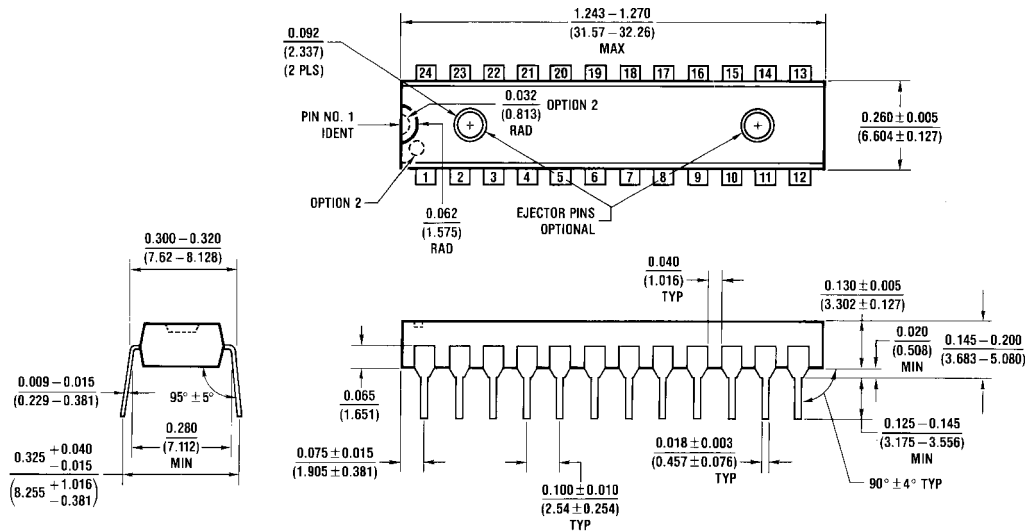 1.243 – 1.270
(31.57 – 32.26)
MAX
0.092
(2.337)
(2 PLS)
24 23 22 21 20 19 18 17 16 15 14 13
0.032
(0.813)
RAD
OPTION 2
PIN NO. 1
IDENT
0.260 ± 0.005
(6.604 ± 0.127)
1 2 3 4 5 6 7 8 9 10 11 12
OPTION 2
0.062
(1.575)
RAD
EJECTOR PINS
OPTIONAL
0.300 – 0.320
(7.62 – 8.128)
0.040
(1.016)
TYP
0.130 ± 0.005
(3.302 ± 0.127)
0.020
(0.508)
MIN
0.145 – 0.200
(3.683 – 5.080)
0.009 – 0.015
(0.229 – 0.381)
95° ± 5°
0.065
(1.651)
0.280
(7.112)
MIN
0.325 +0.040 −0.015
(8.255 +1.016 −0.381)
0.075 ± 0.015
(1.905 ± 0.381)
0.018 ± 0.003
(0.457 ± 0.076)
TYP
0.125 – 0.145
(3.175 – 3.556)
MIN
0.100 ± 0.010
(2.54 ± 0.254)
TYP
90° ± 4° TYP